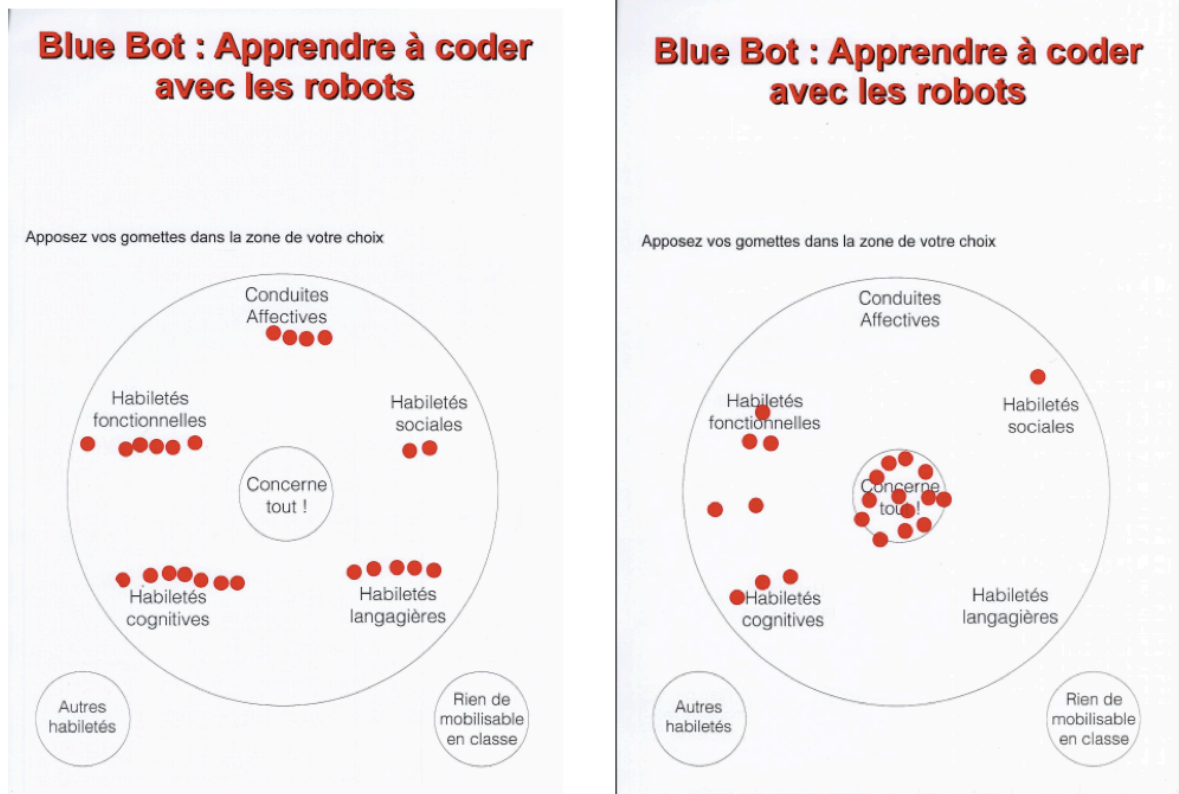 Blue Bot : Apprendre à coder
avec les robots
Apposez vos gomettes dans la zone de votre choix
Conduites
Affectives
Habiletés
fonctionnelles
Habiletés
sociales
Concerne
tout !
Habiletés
cognitives
Habiletés
langagières
Autres
habiletés
Rien de
mobilisable
en classe
Blue Bot : Apprendre à coder
avec les robots
Apposez vos gomettes dans la zone de votre choix
Conduites
Affectives
Habiletés
fonctionnelles
Habiletés
sociales
Concerne
tout !
Habiletés
cognitives
Habiletés
langagières
Autres
habiletés
Rien de
mobilisable
en classe